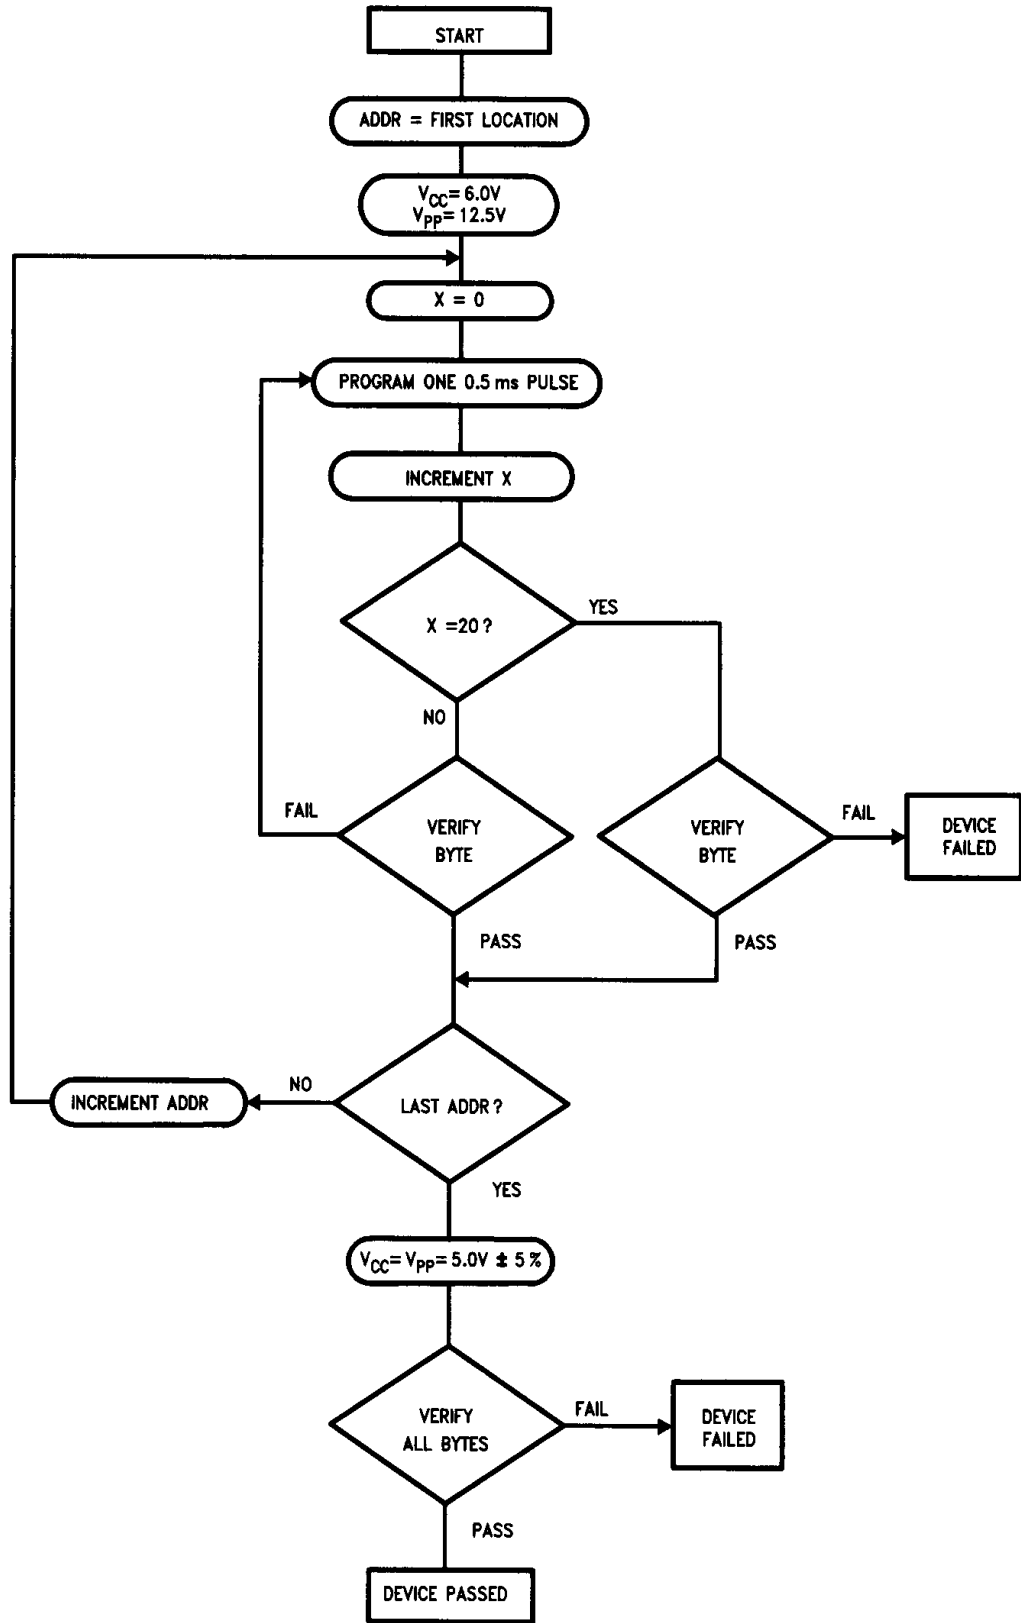 START
ADDR = FIRST LOCATION
VCC = 6.0V
VPP = 12.5V
X = 0
PROGRAM ONE 0.5 ms PULSE
INCREMENT X
X = 20 ?
YES
NO
VERIFY
BYTE
FAIL
VERIFY
BYTE
FAIL
DEVICE
FAILED
PASS
PASS
LAST ADDR ?
NO
INCREMENT ADDR
YES
VCC = VPP = 5.0V ± 5 %
VERIFY
ALL BYTES
FAIL
DEVICE
FAILED
PASS
DEVICE PASSED